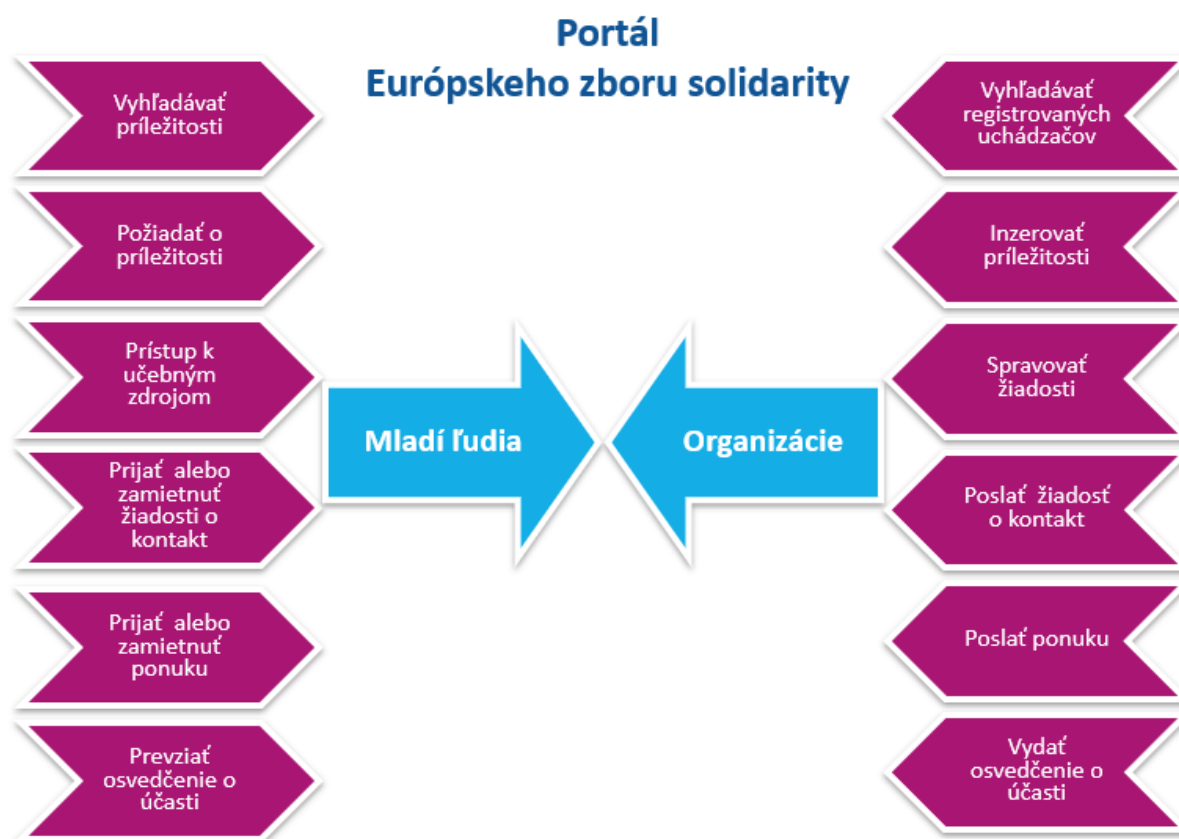 Portál
Európskeho zboru solidarity
Vyhľadávať
príležitosti
Požiadať o
príležitosti
Prístup k
učebným
zdrojom
Prijať alebo
zamietnuť
žiadosti o
kontakt
Prijať alebo
zamietnuť
ponuku
Prevziať
osvedčenie o
účasti
Mladí ľudia
Organizácie
Vyhľadávať
registrovaných
uchádzačov
Inzerovať
príležitosti
Spravovať
žiadosti
Poslať žiadosť
o kontakt
Poslať ponuku
Vydať
osvedčenie o
účasti